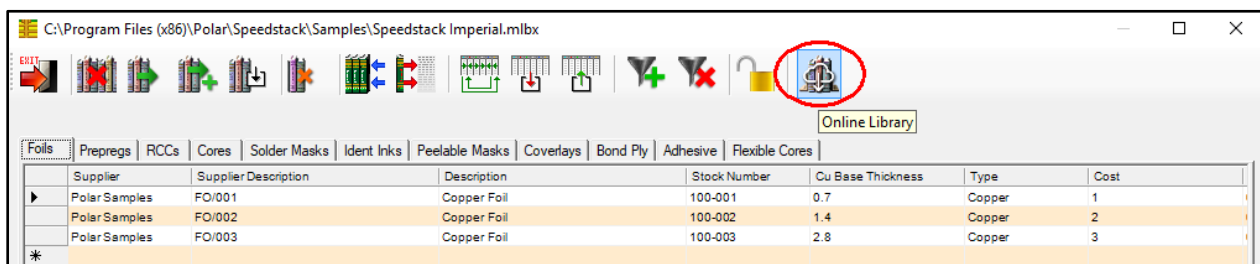 C:\Program Files (x86)\Polar\Speedstack\Samples\Speedstack Imperial.mlbx
EXIT
Online Library
Foils Prepregs RCCs Cores Solder Masks Ident Inks Peelable Masks Coverlays Bond Ply Adhesive Flexible Cores
Supplier Supplier Description Description Stock Number Cu Base Thickness Type Cost
Polar Samples FO/001 Copper Foil 100-001 0.7 Copper 1
Polar Samples FO/002 Copper Foil 100-002 1.4 Copper 2
Polar Samples FO/003 Copper Foil 100-003 2.8 Copper 3